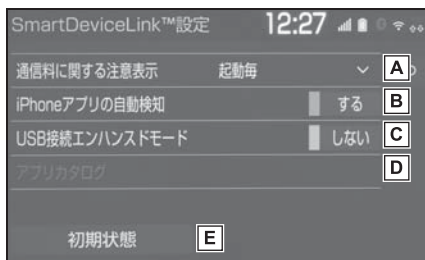 SmartDeviceLink™設定 12:27
通信料に関する注意表示 起動毎 A
iPhoneアプリの自動検知 する B
USB接続エンハンスドモード しない C
アプリカタログ D
初期状態 E